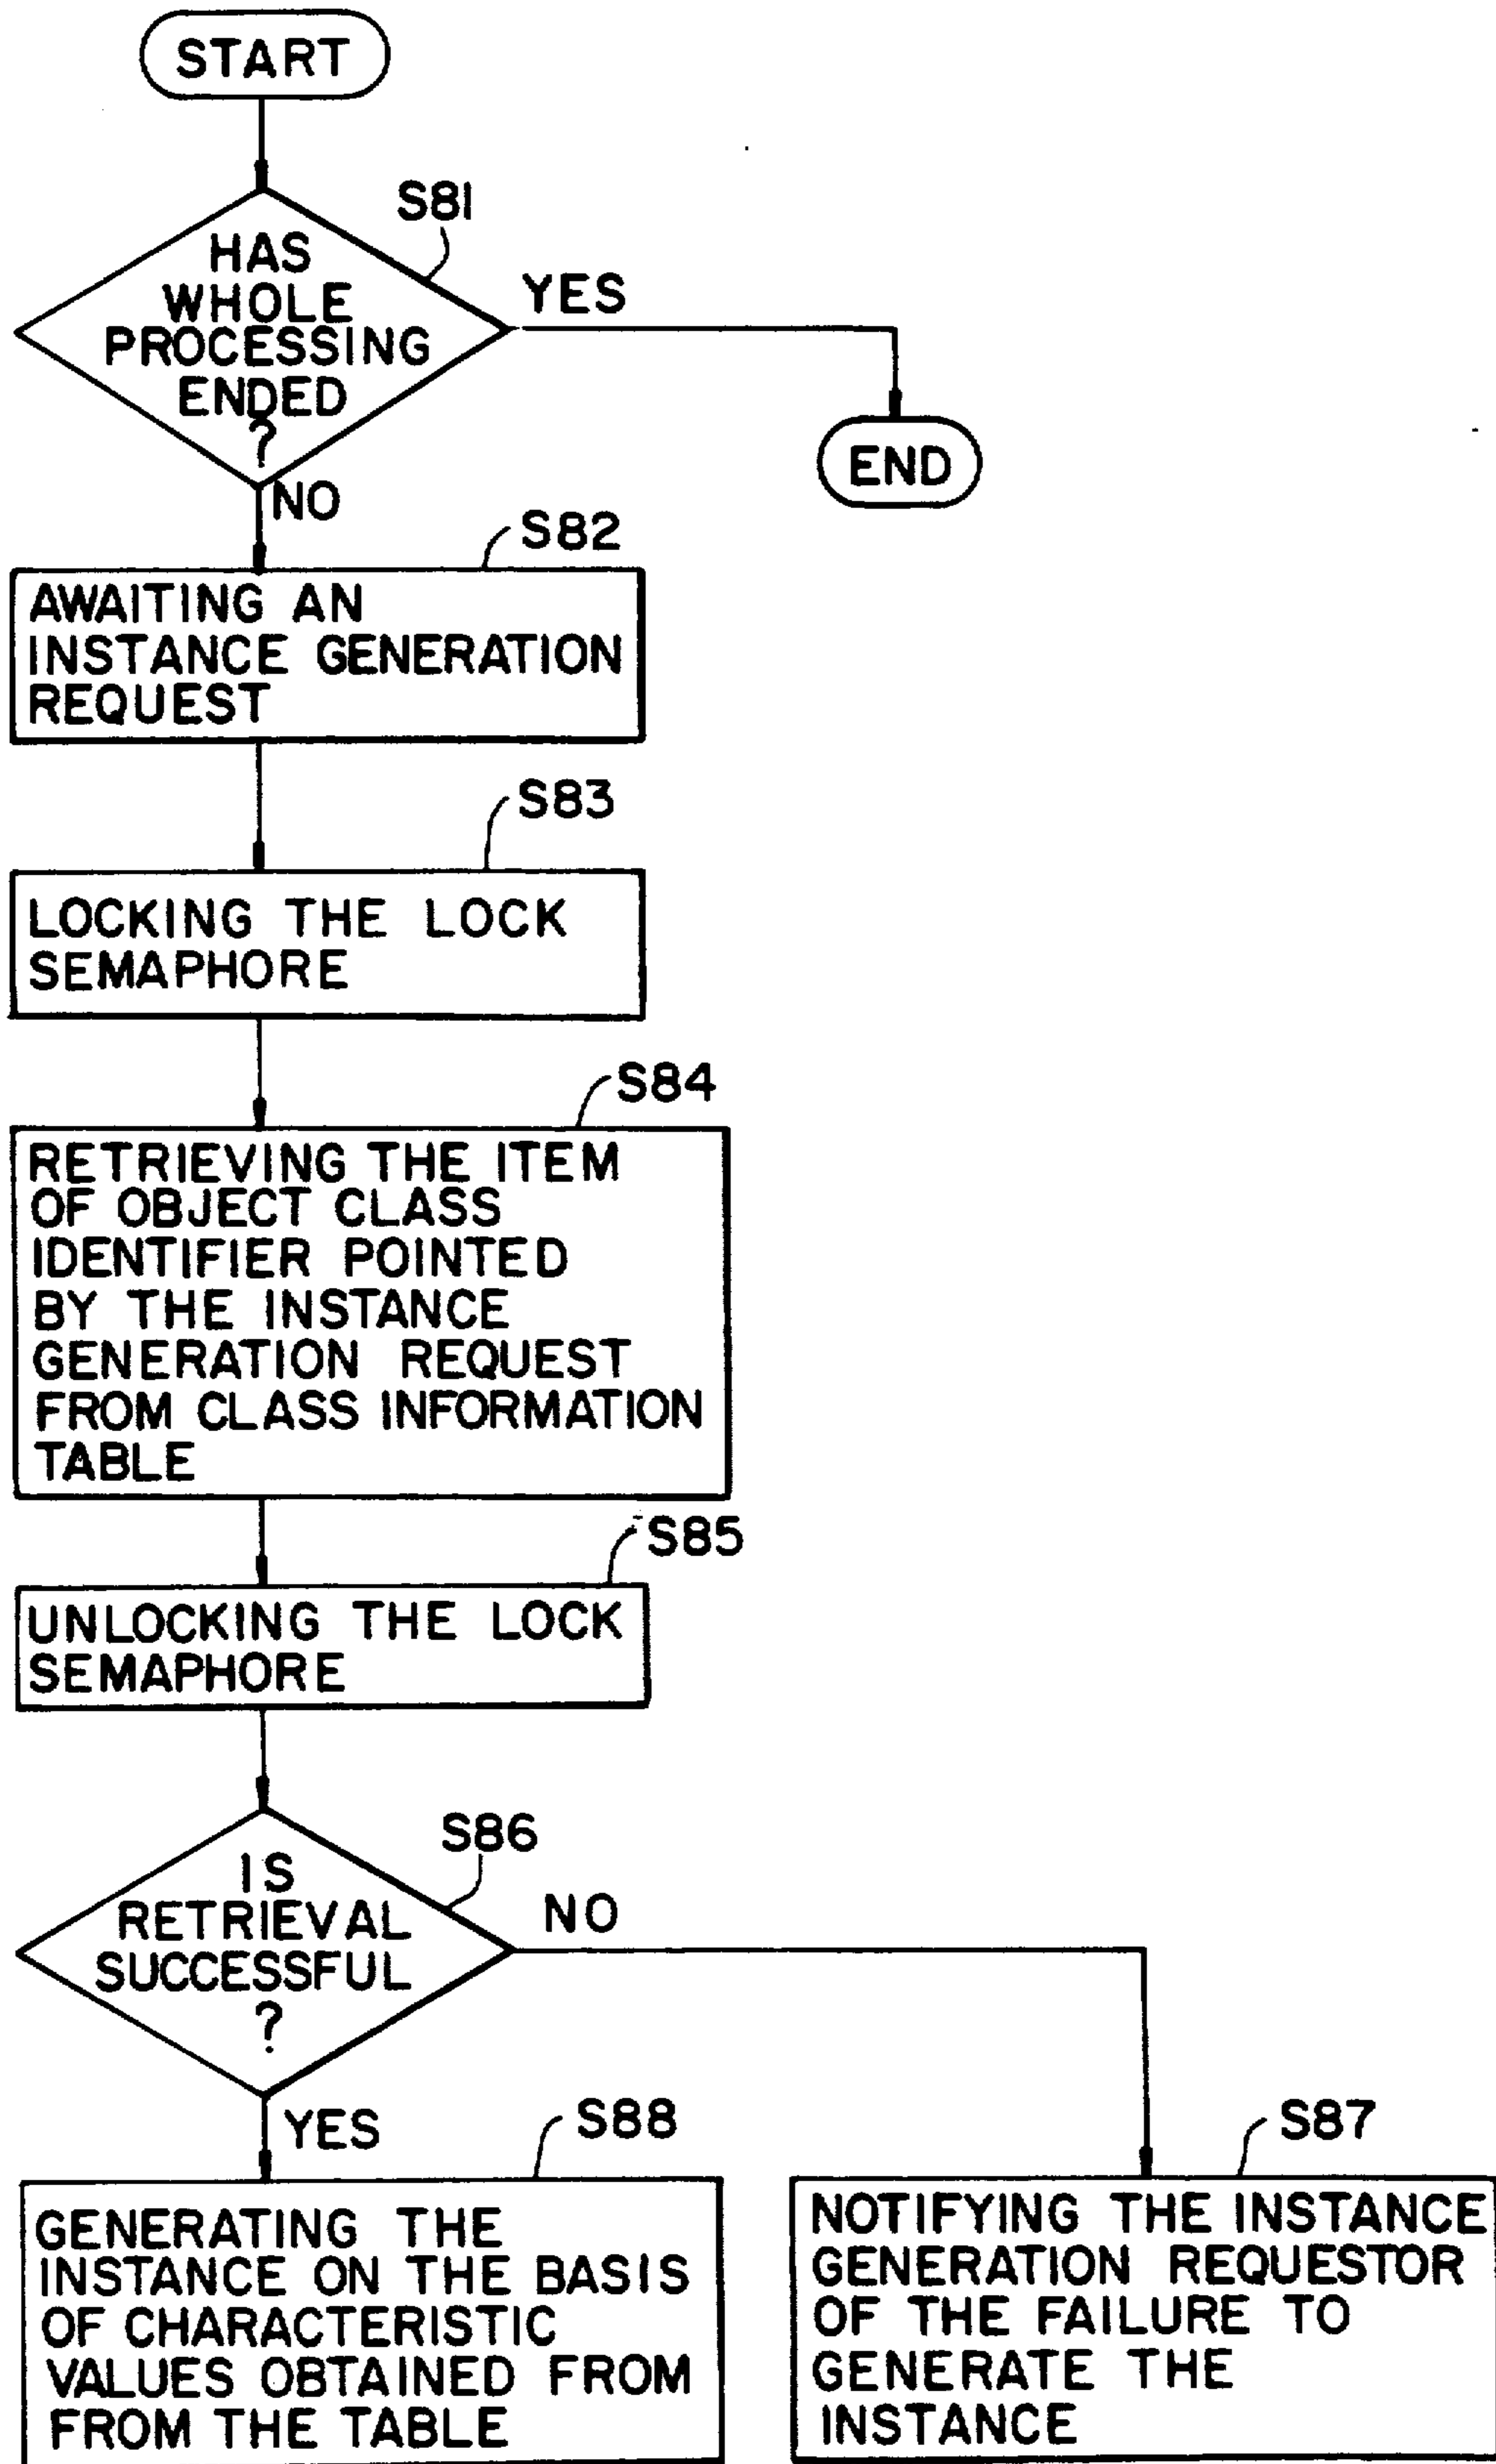 START
S81
HAS
WHOLE
PROCESSING
ENDED
?
YES
END
NO
S82
AWAITING AN
INSTANCE GENERATION
REQUEST
S83
LOCKING THE LOCK
SEMAPHORE
S84
RETRIEVING THE ITEM
OF OBJECT CLASS
IDENTIFIER POINTED
BY THE INSTANCE
GENERATION REQUEST
FROM CLASS INFORMATION
TABLE
S85
UNLOCKING THE LOCK
SEMAPHORE
S86
IS
RETRIEVAL
SUCCESSFUL
?
NO
YES
S88
GENERATING THE
INSTANCE ON THE BASIS
OF CHARACTERISTIC
VALUES OBTAINED FROM
FROM THE TABLE
S87
NOTIFYING THE INSTANCE
GENERATION REQUESTOR
OF THE FAILURE TO
GENERATE THE
INSTANCE